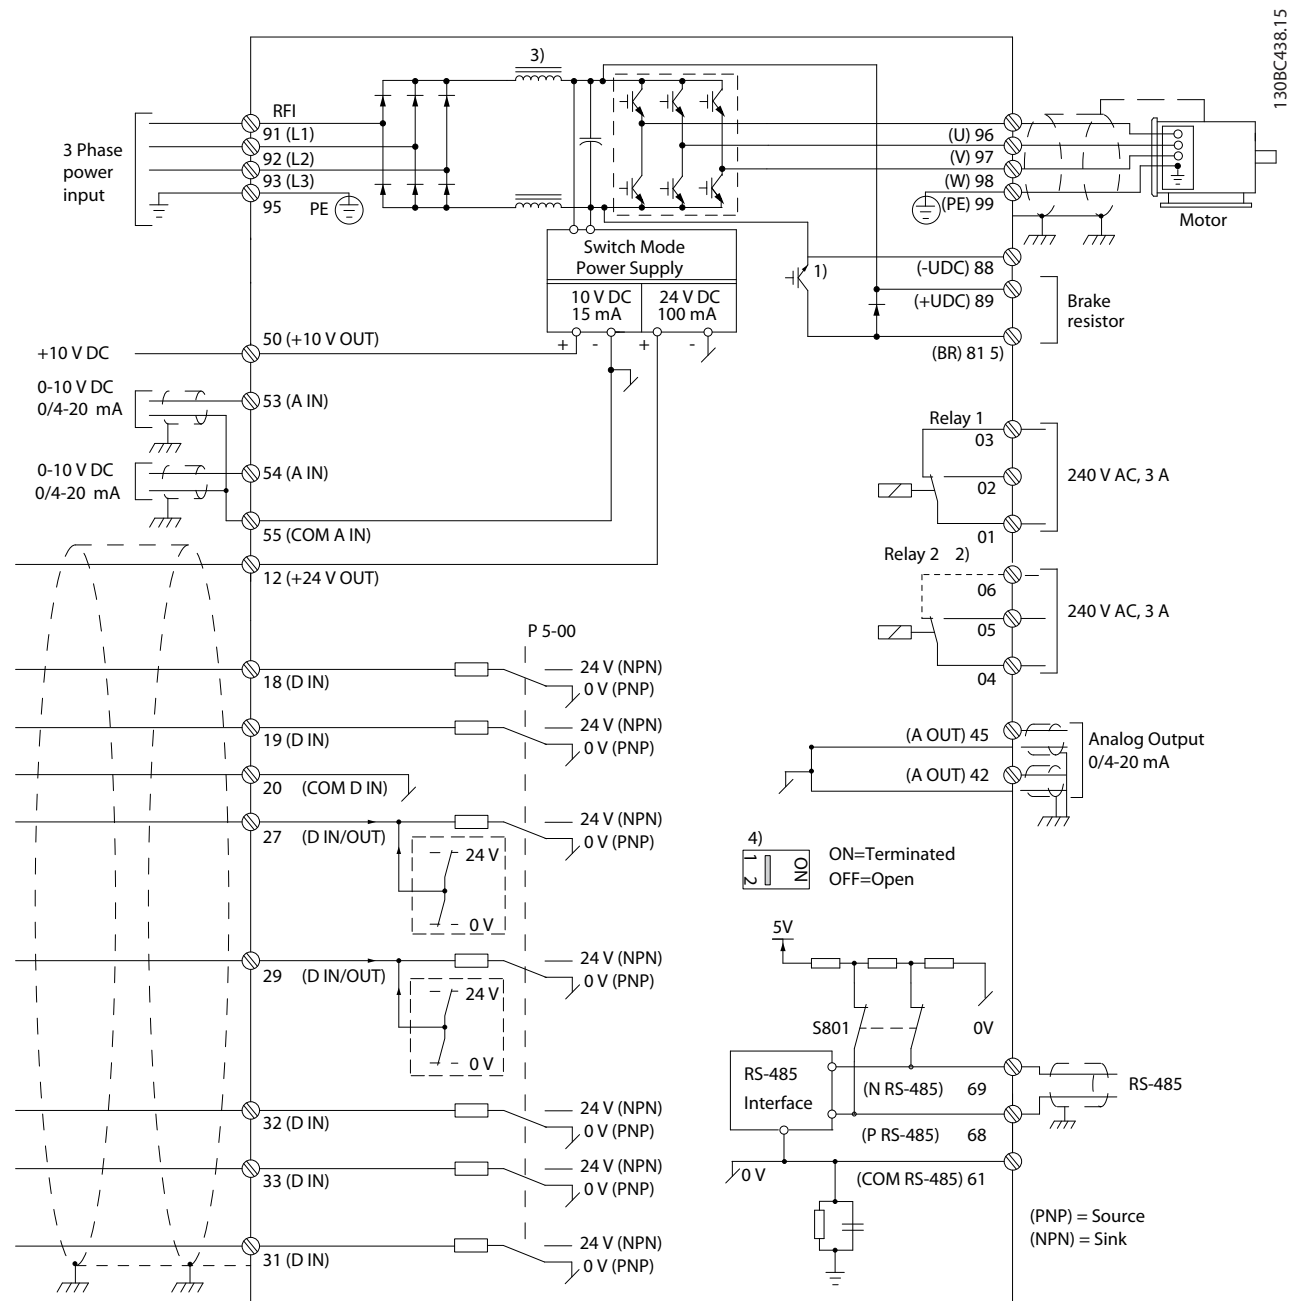 130BC438.15
3)
RFI
3 Phase
power
input
91 (L1)
92 (L2)
93 (L3)
95
PE
(U) 96
(V) 97
(W) 98
(PE) 99
Motor
Switch Mode
Power Supply
10 V DC
15 mA
24 V DC
100 mA
+
-
+
-
1)
(-UDC) 88
(+UDC) 89
(BR) 81 5)
Brake
resistor
+10 V DC
50 (+10 V OUT)
0-10 V DC
0/4-20 mA
53 (A IN)
0-10 V DC
0/4-20 mA
54 (A IN)
55 (COM A IN)
12 (+24 V OUT)
Relay 1
03
02
01
240 V AC, 3 A
Relay 2 2)
06
05
04
240 V AC, 3 A
P 5-00
18 (D IN)
24 V (NPN)
0 V (PNP)
19 (D IN)
24 V (NPN)
0 V (PNP)
20 (COM D IN)
27 (D IN/OUT)
24 V (NPN)
0 V (PNP)
24 V
0 V
29 (D IN/OUT)
24 V (NPN)
0 V (PNP)
24 V
0 V
32 (D IN)
24 V (NPN)
0 V (PNP)
33 (D IN)
24 V (NPN)
0 V (PNP)
31 (D IN)
24 V (NPN)
0 V (PNP)
(A OUT) 45
(A OUT) 42
Analog Output
0/4-20 mA
4)
1 2
ON
ON=Terminated
OFF=Open
5V
S801
0V
RS-485
Interface
(N RS-485) 69
(P RS-485) 68
RS-485
0 V
(COM RS-485) 61
(PNP) = Source
(NPN) = Sink